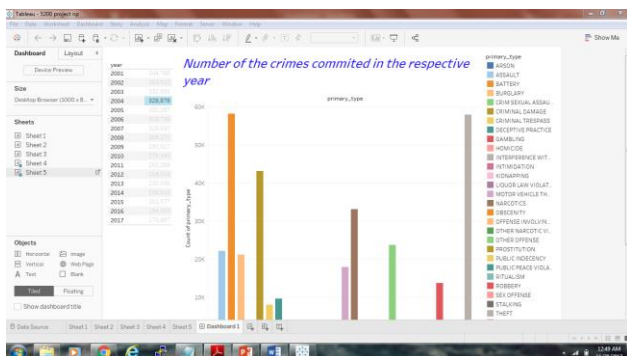 Tableau - 5200 project np
File Data Worksheet Dashboard Story Analysis Map Format Server Window Help
Show Me
Dashboard Layout
Device Preview
Size
Desktop Browser (1000 x 8...
Sheets
Sheet 1
Sheet 2
Sheet 3
Sheet 4
Sheet 5
Objects
Horizontal Image
Vertical Web Page
Text Blank
Tiled Floating
Show dashboard title
year
2001
2002
2003
2004 328,878
2005
2006
2007
2008
2009
2010
2011
2012
2013
2014
2015
2016
2017
Number of the crimes commited in the respective
year
primary_type
Count of primary_type
60K
40K
30K
20K
10K
primary_type
ARSON
ASSAULT
BATTERY
BURGLARY
CRIM SEXUAL ASSAU..
CRIMINAL DAMAGE
CRIMINAL TRESPASS
DECEPTIVE PRACTICE
GAMBLING
HOMICIDE
INTERFERENCE WIT..
INTIMIDATION
KIDNAPPING
LIQUOR LAW VIOLAT..
MOTOR VEHICLE TH..
NARCOTICS
OBSCENITY
OFFENSE INVOLVIN..
OTHER NARCOTIC VI..
OTHER OFFENSE
PROSTITUTION
PUBLIC INDECENCY
PUBLIC PEACE VIOLA..
RITUALISM
ROBBERY
SEX OFFENSE
STALKING
THEFT
Data Source Sheet 1 Sheet 2 Sheet 3 Sheet 4 Sheet 5 Dashboard 1
12:49 AM